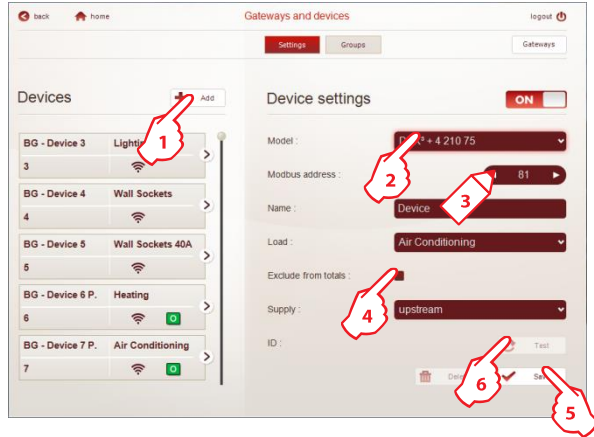 back home Gateways and devices logout
Settings Groups Gateways
Devices Add Device settings ON
1
BG - Device 3
3
BG - Device 4 Wall Sockets
4
BG - Device 5 Wall Sockets 40A
5
BG - Device 6 P. Heating
6 O
BG - Device 7 P. Air Conditioning
7 O
Model : + 4 210 75
2
Modbus address : 81
3
Name : Device
Load : Air Conditioning
Exclude from totals :
4
Supply : upstream
ID : Test
6
5